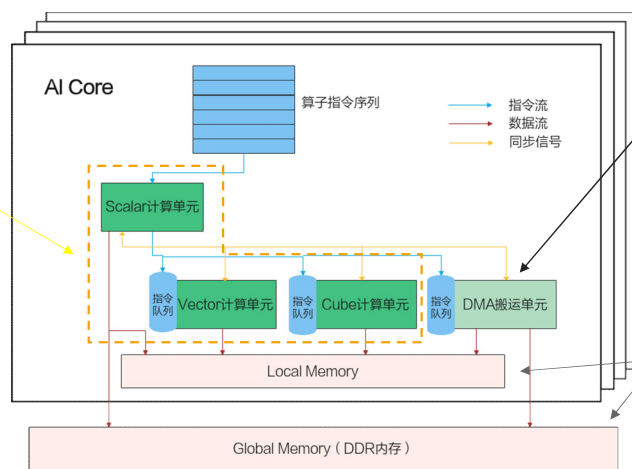 AI Core
算子指令序列
指令流
数据流
同步信号
Scalar计算单元
指令
队列
Vector计算单元
指令
队列
Cube计算单元
指令
队列
DMA搬运单元
Local Memory
Global Memory（DDR内存）